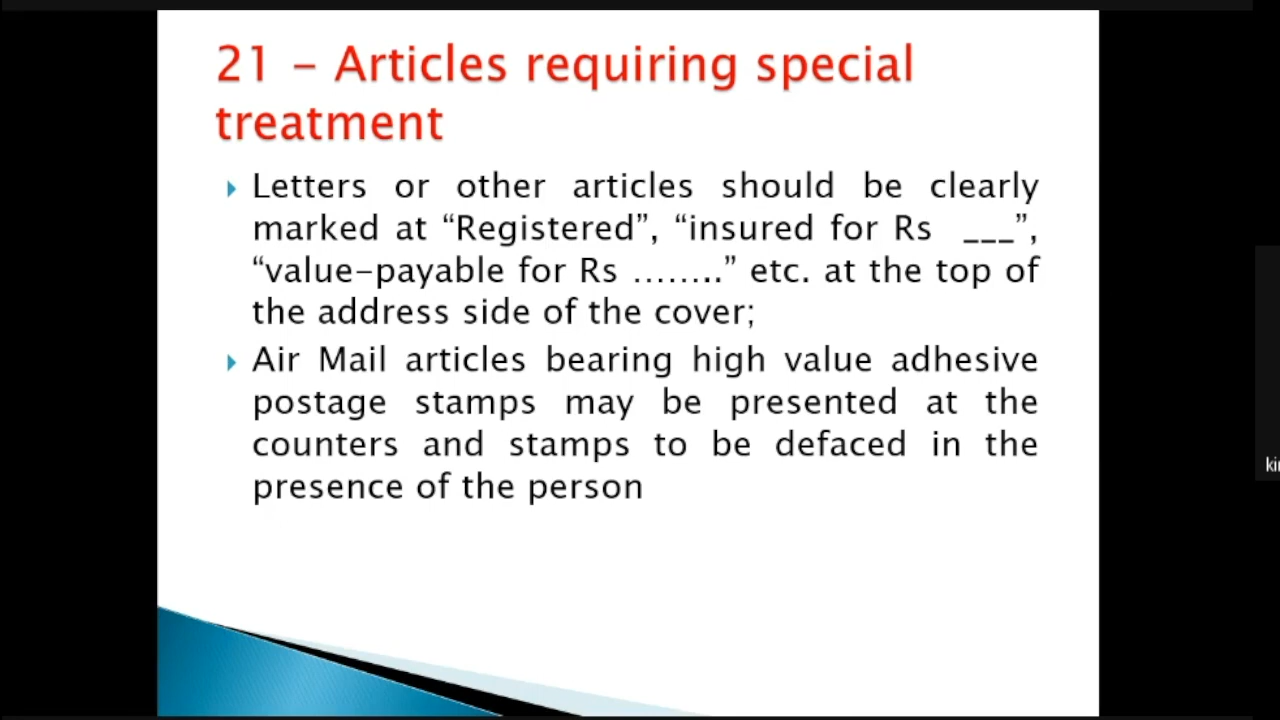 21 – Articles requiring special
treatment
Letters or other articles should be clearly
marked at “Registered”, “insured for Rs ___”,
“value-payable for Rs ……..” etc. at the top of
the address side of the cover;
Air Mail articles bearing high value adhesive
postage stamps may be presented at the
counters and stamps to be defaced in the
presence of the person